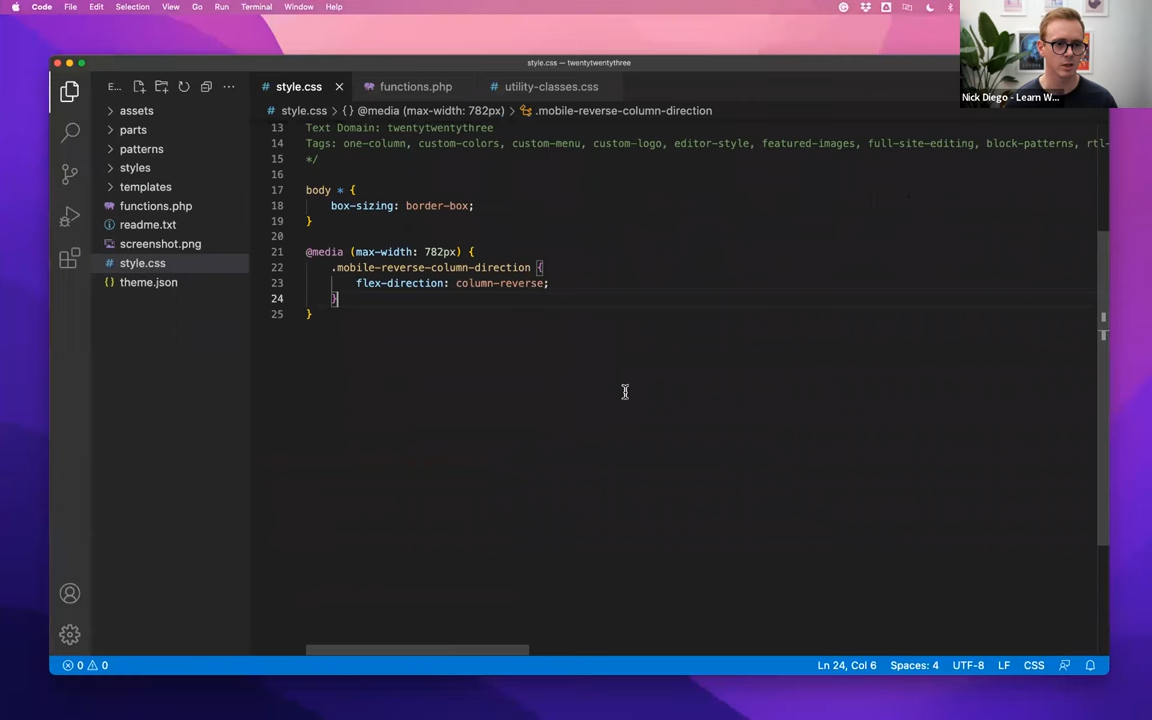 Code File Edit Selection View Go Run Terminal Window Help
style.css — twentytwentythree
Nick Diego - Learn W...
E...
style.css
functions.php
utility-classes.css
style.css > {} @media (max-width: 782px) > .mobile-reverse-column-direction
assets
parts
patterns
styles
templates
functions.php
readme.txt
screenshot.png
style.css
theme.json
13 Text Domain: twentytwentythree
14 Tags: one-column, custom-colors, custom-menu, custom-logo, editor-style, featured-images, full-site-editing, block-patterns, rtl-
15 */
16
17 body * {
18 box-sizing: border-box;
19 }
20
21 @media (max-width: 782px) {
22 .mobile-reverse-column-direction {
23 flex-direction: column-reverse;
24 }
25 }
0 0 Ln 24, Col 6 Spaces: 4 UTF-8 LF CSS